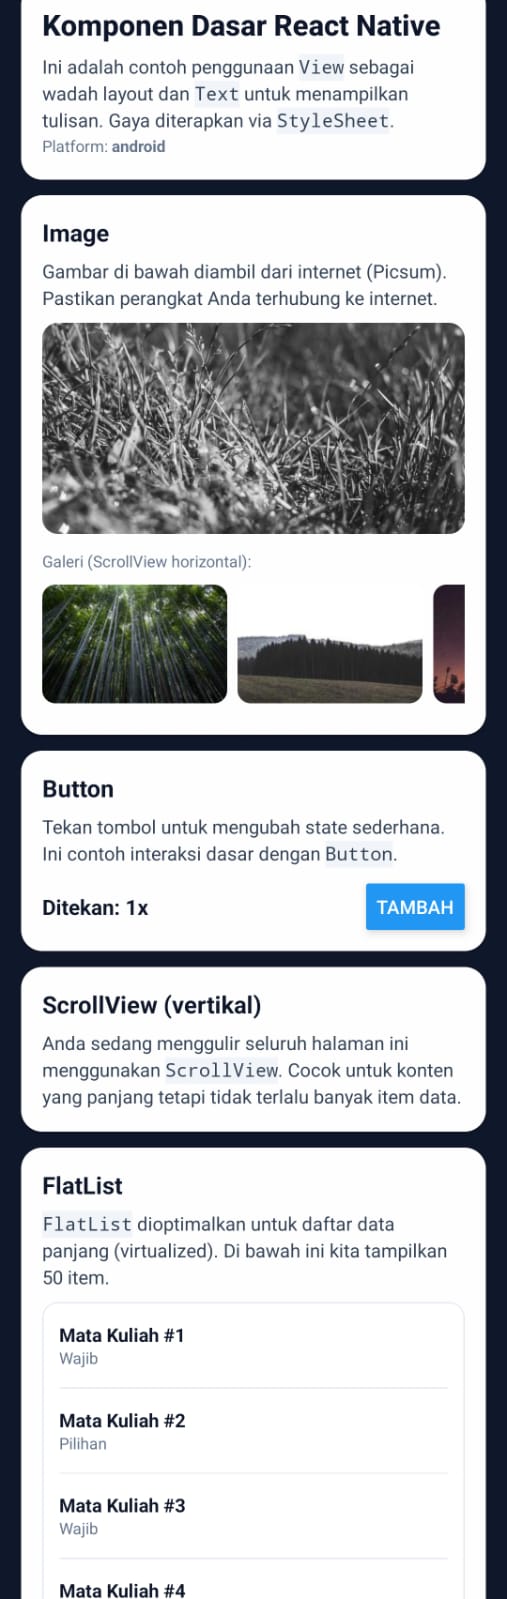 Komponen Dasar React Native
Ini adalah contoh penggunaan View sebagai
wadah layout dan Text untuk menampilkan
tulisan. Gaya diterapkan via StyleSheet.
Platform: android
Image
Gambar di bawah diambil dari internet (Picsum).
Pastikan perangkat Anda terhubung ke internet.
Galeri (ScrollView horizontal):
Button
Tekan tombol untuk mengubah state sederhana.
Ini contoh interaksi dasar dengan Button.
Ditekan: 1x
TAMBAH
ScrollView (vertikal)
Anda sedang menggulir seluruh halaman ini
menggunakan ScrollView. Cocok untuk konten
yang panjang tetapi tidak terlalu banyak item data.
FlatList
FlatList dioptimalkan untuk daftar data
panjang (virtualized). Di bawah ini kita tampilkan
50 item.
Mata Kuliah #1
Wajib
Mata Kuliah #2
Pilihan
Mata Kuliah #3
Wajib
Mata Kuliah #4